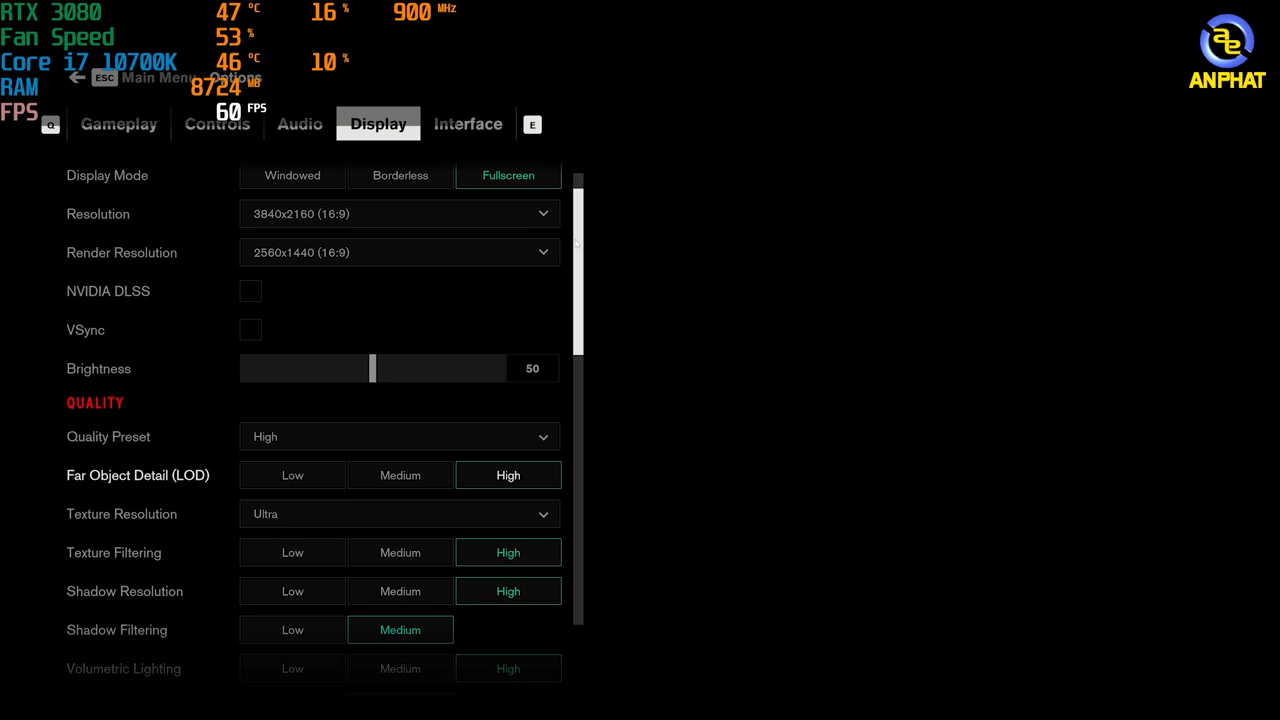 RTX 3080 47 °C 16 % 900 MHz
Fan Speed 53 %
Core i7 10700K 46 °C 10 %
RAM 8724 MB
FPS 60 FPS
ANPHAT
ESC Main Menu Options
Q Gameplay Controls Audio Display Interface E
Display Mode Windowed Borderless Fullscreen
Resolution 3840x2160 (16:9)
Render Resolution 2560x1440 (16:9)
NVIDIA DLSS
VSync
Brightness 50
QUALITY
Quality Preset High
Far Object Detail (LOD) Low Medium High
Texture Resolution Ultra
Texture Filtering Low Medium High
Shadow Resolution Low Medium High
Shadow Filtering Low Medium
Volumetric Lighting Low Medium High